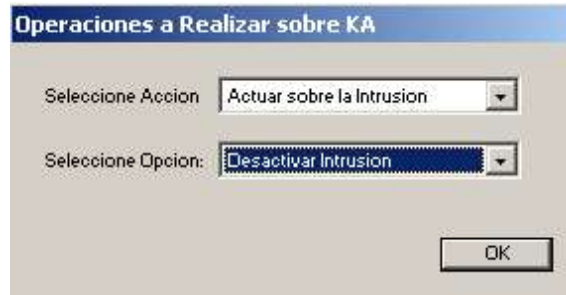 Operaciones a Realizar sobre KA
Seleccione Accion Actuar sobre la Intrusion
Seleccione Opcion: Desactivar Intrusion
OK